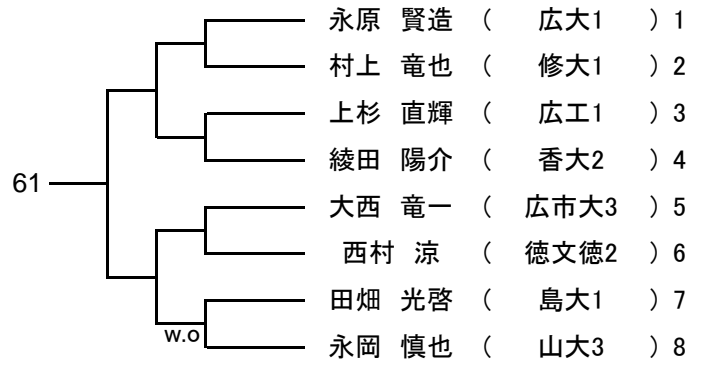 永原 賢造 ( 広大1 ) 1
村上 竜也 ( 修大1 ) 2
上杉 直輝 ( 広工1 ) 3
綾田 陽介 ( 香大2 ) 4
61
大西 竜一 ( 広市大3 ) 5
西村 涼 ( 徳文徳2 ) 6
田畑 光啓 ( 島大1 ) 7
w.o
永岡 慎也 ( 山大3 ) 8